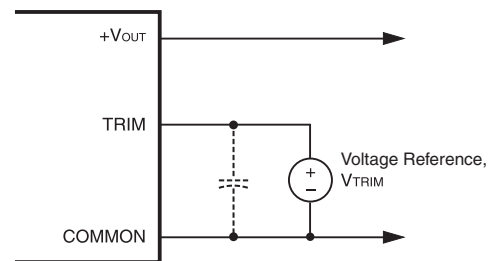 +VOUT
TRIM
+
Voltage Reference,
–
VTRIM
COMMON